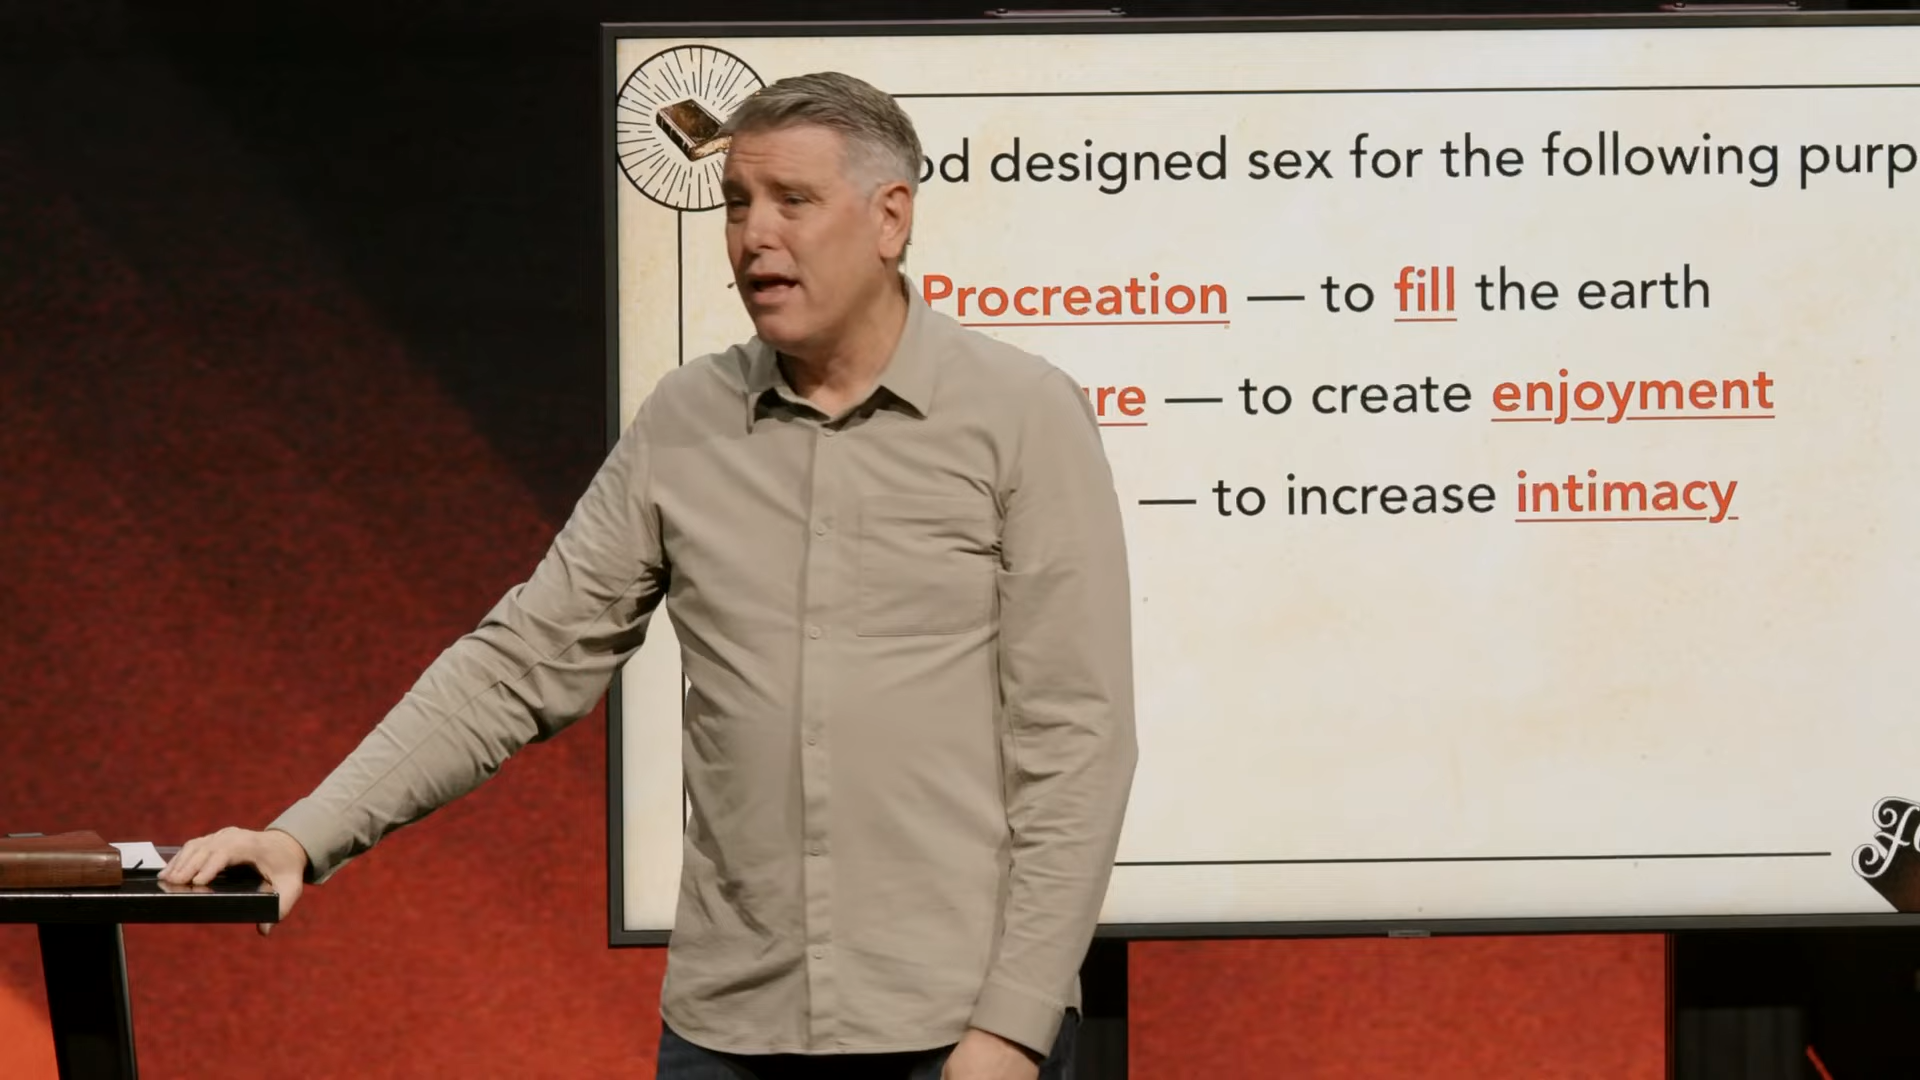 od designed sex for the following purp
Procreation — to fill the earth
re — to create enjoyment
— to increase intimacy